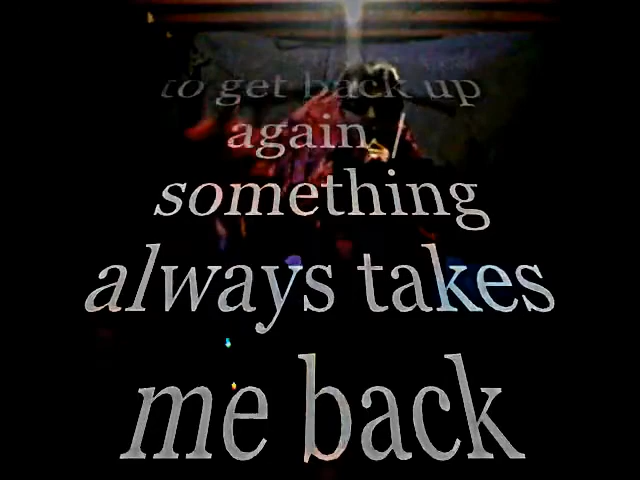 to get back up
again
something
always takes
me back